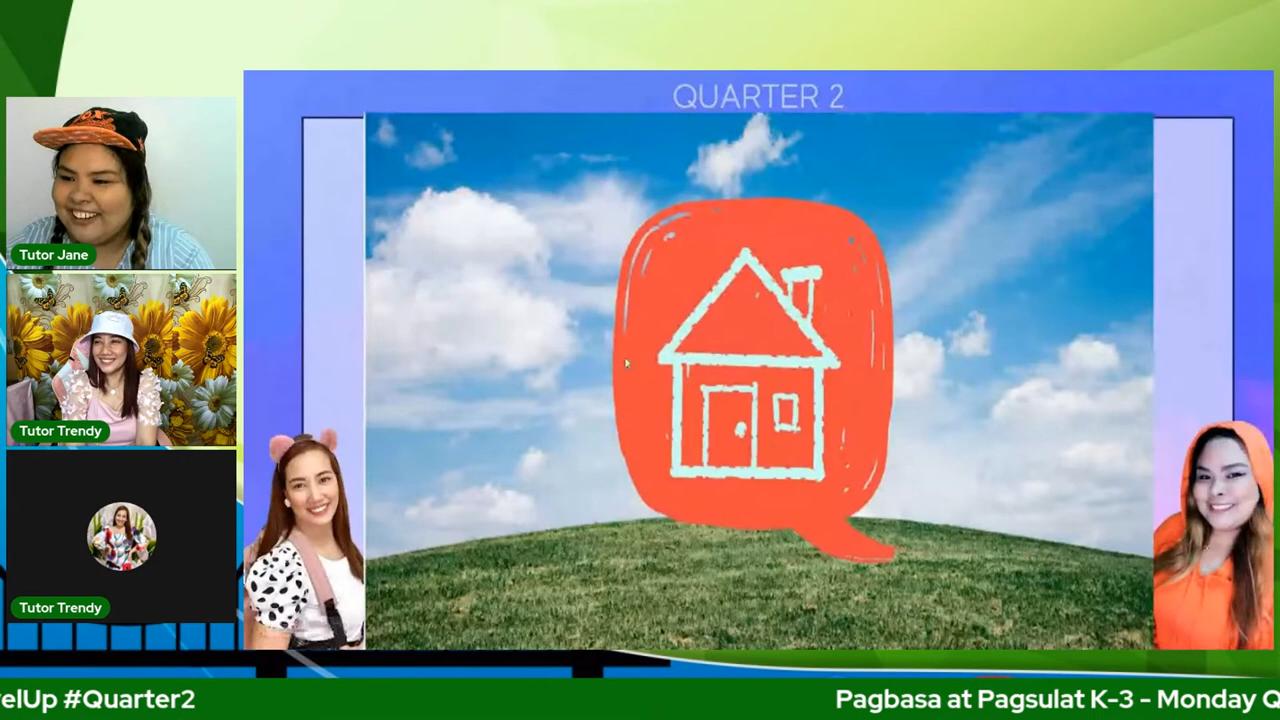 QUARTER 2
Tutor Jane
Tutor Trendy
Tutor Trendy
velUp #Quarter2
Pagbasa at Pagsulat K-3 - Monday Q